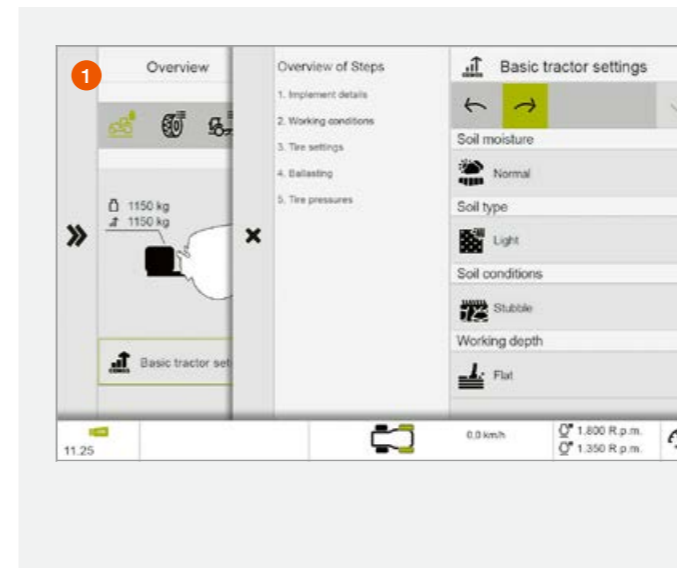 1
Overview
1150 kg
1150 kg
Basic tractor set
Overview of Steps
1. Implement details
2. Working conditions
3. Tire settings
4. Ballasting
5. Tire pressures
Basic tractor settings
Soil moisture
Normal
Soil type
Light
Soil conditions
Stubble
Working depth
Flat
11.25
0,0 km/h
1.800 R.p.m.
1.350 R.p.m.